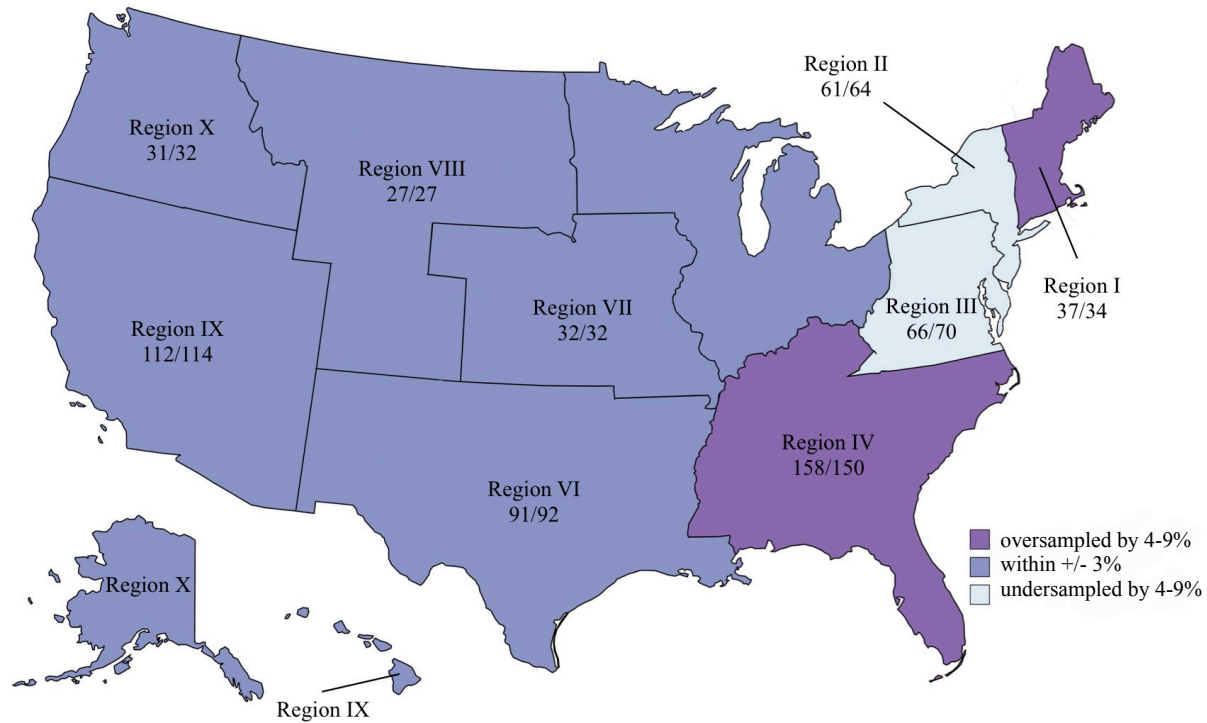 Region II
61/64
Region X
31/32
Region VIII
27/27
Region I
37/34
Region III
66/70
Region VII
32/32
Region IX
112/114
Region IV
158/150
Region VI
91/92
oversampled by 4-9%
within +/- 3%
undersampled by 4-9%
Region X
Region IX